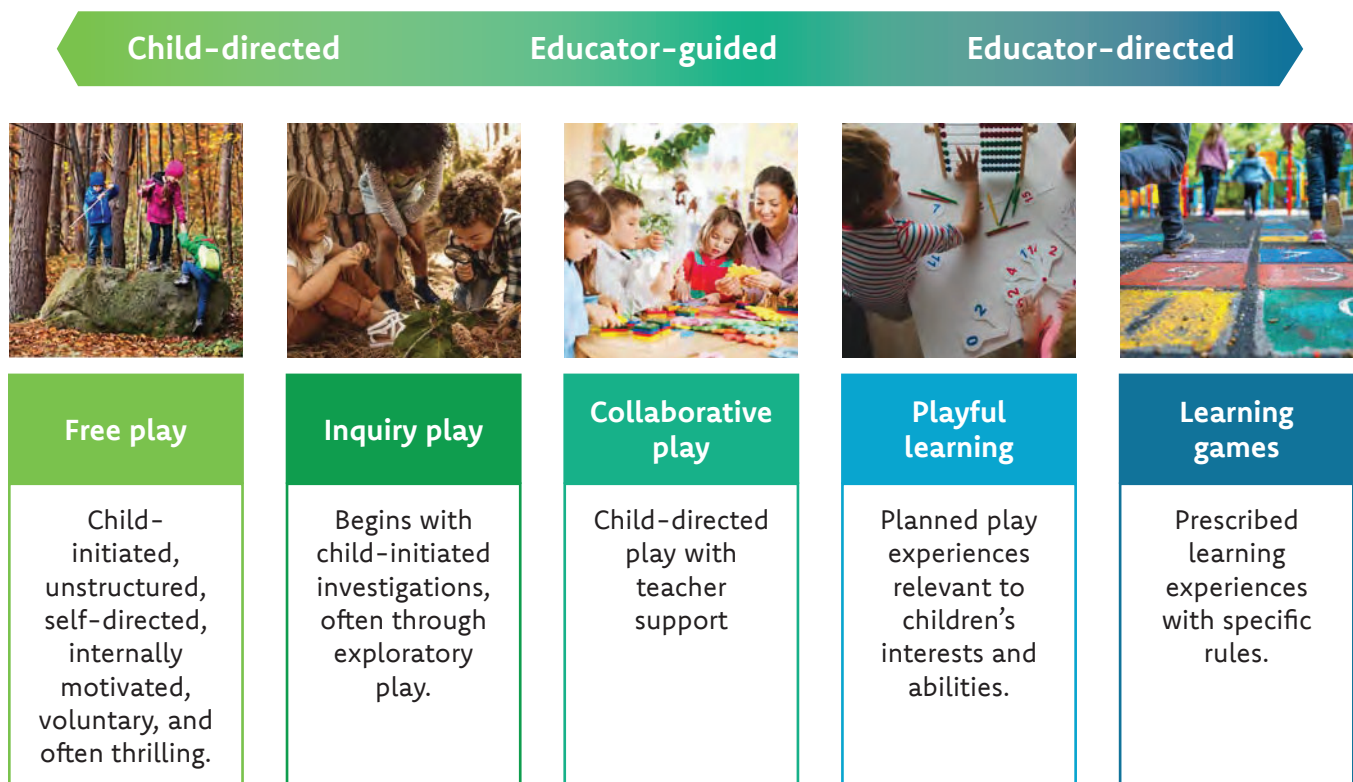 Child-directed
Educator-guided
Educator-directed
Free play
Child-
initiated,
unstructured,
self-directed,
internally
motivated,
voluntary, and
often thrilling.
Inquiry play
Begins with
child-initiated
investigations,
often through
exploratory
play.
Collaborative
play
Child-directed
play with
teacher
support
Playful
learning
Planned play
experiences
relevant to
children's
interests and
abilities.
Learning
games
Prescribed
learning
experiences
with specific
rules.